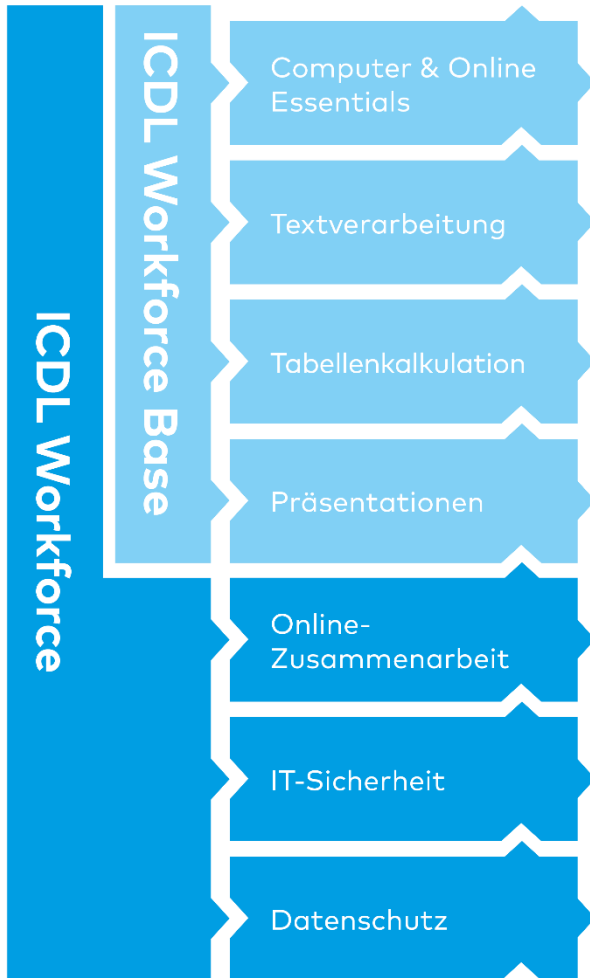 ICDL Workforce
ICDL Workforce Base
Computer & Online
Essentials
Textverarbeitung
Tabellenkalkulation
Präsentationen
Online-
Zusammenarbeit
IT-Sicherheit
Datenschutz